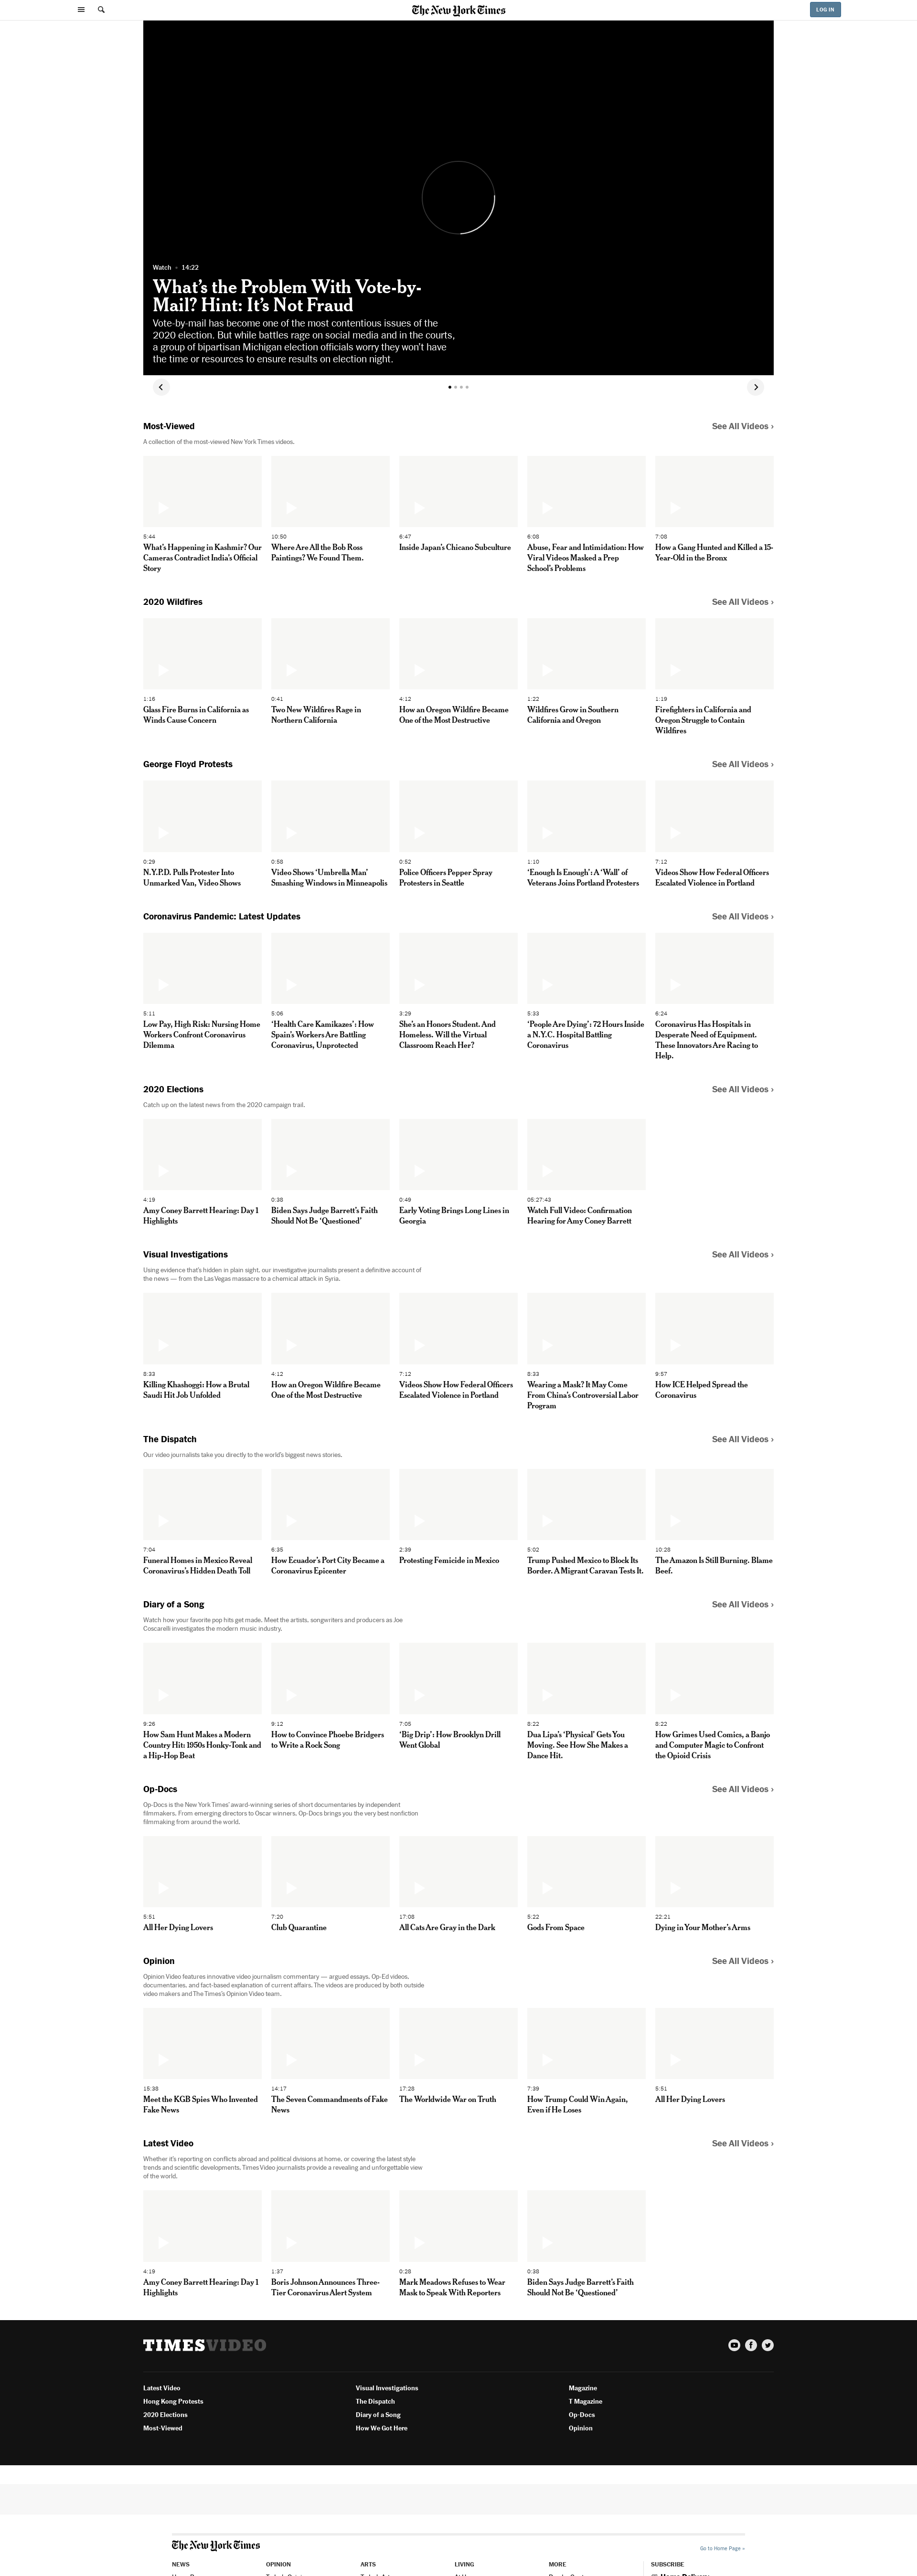 The New York Times
LOG IN
Watch • 14:22
What’s the Problem With Vote-by-
Mail? Hint: It’s Not Fraud
Vote-by-mail has become one of the most contentious issues of the
2020 election. But while battles rage on social media and in the courts,
a group of bipartisan Michigan election officials worry they won’t have
the time or resources to ensure results on election night.
Most-Viewed
See All Videos ›
A collection of the most-viewed New York Times videos.
5:44
What’s Happening in Kashmir? Our
Cameras Contradict India’s Official
Story
10:50
Where Are All the Bob Ross
Paintings? We Found Them.
6:47
Inside Japan’s Chicano Subculture
6:08
Abuse, Fear and Intimidation: How
Viral Videos Masked a Prep
School’s Problems
7:08
How a Gang Hunted and Killed a 15-
Year-Old in the Bronx
2020 Wildfires
See All Videos ›
1:16
Glass Fire Burns in California as
Winds Cause Concern
0:41
Two New Wildfires Rage in
Northern California
4:12
How an Oregon Wildfire Became
One of the Most Destructive
1:22
Wildfires Grow in Southern
California and Oregon
1:19
Firefighters in California and
Oregon Struggle to Contain
Wildfires
George Floyd Protests
See All Videos ›
0:29
N.Y.P.D. Pulls Protester Into
Unmarked Van, Video Shows
0:58
Video Shows ‘Umbrella Man’
Smashing Windows in Minneapolis
0:52
Police Officers Pepper Spray
Protesters in Seattle
1:10
‘Enough Is Enough’: A ‘Wall’ of
Veterans Joins Portland Protesters
7:12
Videos Show How Federal Officers
Escalated Violence in Portland
Coronavirus Pandemic: Latest Updates
See All Videos ›
5:11
Low Pay, High Risk: Nursing Home
Workers Confront Coronavirus
Dilemma
5:06
‘Health Care Kamikazes’: How
Spain’s Workers Are Battling
Coronavirus, Unprotected
3:29
She’s an Honors Student. And
Homeless. Will the Virtual
Classroom Reach Her?
5:33
‘People Are Dying’: 72 Hours Inside
a N.Y.C. Hospital Battling
Coronavirus
6:24
Coronavirus Has Hospitals in
Desperate Need of Equipment.
These Innovators Are Racing to
Help.
2020 Elections
See All Videos ›
Catch up on the latest news from the 2020 campaign trail.
4:19
Amy Coney Barrett Hearing: Day 1
Highlights
0:38
Biden Says Judge Barrett’s Faith
Should Not Be ‘Questioned’
0:49
Early Voting Brings Long Lines in
Georgia
05:27:43
Watch Full Video: Confirmation
Hearing for Amy Coney Barrett
Visual Investigations
See All Videos ›
Using evidence that’s hidden in plain sight, our investigative journalists present a definitive account of
the news — from the Las Vegas massacre to a chemical attack in Syria.
8:33
Killing Khashoggi: How a Brutal
Saudi Hit Job Unfolded
4:12
How an Oregon Wildfire Became
One of the Most Destructive
7:12
Videos Show How Federal Officers
Escalated Violence in Portland
8:33
Wearing a Mask? It May Come
From China’s Controversial Labor
Program
9:57
How ICE Helped Spread the
Coronavirus
The Dispatch
See All Videos ›
Our video journalists take you directly to the world’s biggest news stories.
7:04
Funeral Homes in Mexico Reveal
Coronavirus’s Hidden Death Toll
6:35
How Ecuador’s Port City Became a
Coronavirus Epicenter
2:39
Protesting Femicide in Mexico
5:02
Trump Pushed Mexico to Block Its
Border. A Migrant Caravan Tests It.
10:28
The Amazon Is Still Burning. Blame
Beef.
Diary of a Song
See All Videos ›
Watch how your favorite pop hits get made. Meet the artists, songwriters and producers as Joe
Coscarelli investigates the modern music industry.
9:26
How Sam Hunt Makes a Modern
Country Hit: 1950s Honky-Tonk and
a Hip-Hop Beat
9:12
How to Convince Phoebe Bridgers
to Write a Rock Song
7:05
‘Big Drip’: How Brooklyn Drill
Went Global
8:22
Dua Lipa’s ‘Physical’ Gets You
Moving. See How She Makes a
Dance Hit.
8:22
How Grimes Used Comics, a Banjo
and Computer Magic to Confront
the Opioid Crisis
Op-Docs
See All Videos ›
Op-Docs is the New York Times’ award-winning series of short documentaries by independent
filmmakers. From emerging directors to Oscar winners, Op-Docs brings you the very best nonfiction
filmmaking from around the world.
5:51
All Her Dying Lovers
7:20
Club Quarantine
17:08
All Cats Are Gray in the Dark
5:22
Gods From Space
22:21
Dying in Your Mother’s Arms
Opinion
See All Videos ›
Opinion Video features innovative video journalism commentary — argued essays, Op-Ed videos,
documentaries, and fact-based explanation of current affairs. The videos are produced by both outside
video makers and The Times’s Opinion Video team.
15:38
Meet the KGB Spies Who Invented
Fake News
14:17
The Seven Commandments of Fake
News
17:28
The Worldwide War on Truth
7:39
How Trump Could Win Again,
Even if He Loses
5:51
All Her Dying Lovers
Latest Video
See All Videos ›
Whether it’s reporting on conflicts abroad and political divisions at home, or covering the latest style
trends and scientific developments, Times Video journalists provide a revealing and unforgettable view
of the world.
4:19
Amy Coney Barrett Hearing: Day 1
Highlights
1:37
Boris Johnson Announces Three-
Tier Coronavirus Alert System
0:28
Mark Meadows Refuses to Wear
Mask to Speak With Reporters
0:38
Biden Says Judge Barrett’s Faith
Should Not Be ‘Questioned’
TIMESVIDEO
Latest Video
Hong Kong Protests
2020 Elections
Most-Viewed
Visual Investigations
The Dispatch
Diary of a Song
How We Got Here
Magazine
T Magazine
Op-Docs
Opinion
The New York Times
Go to Home Page »
NEWS
OPINION
ARTS
LIVING
MORE
SUBSCRIBE